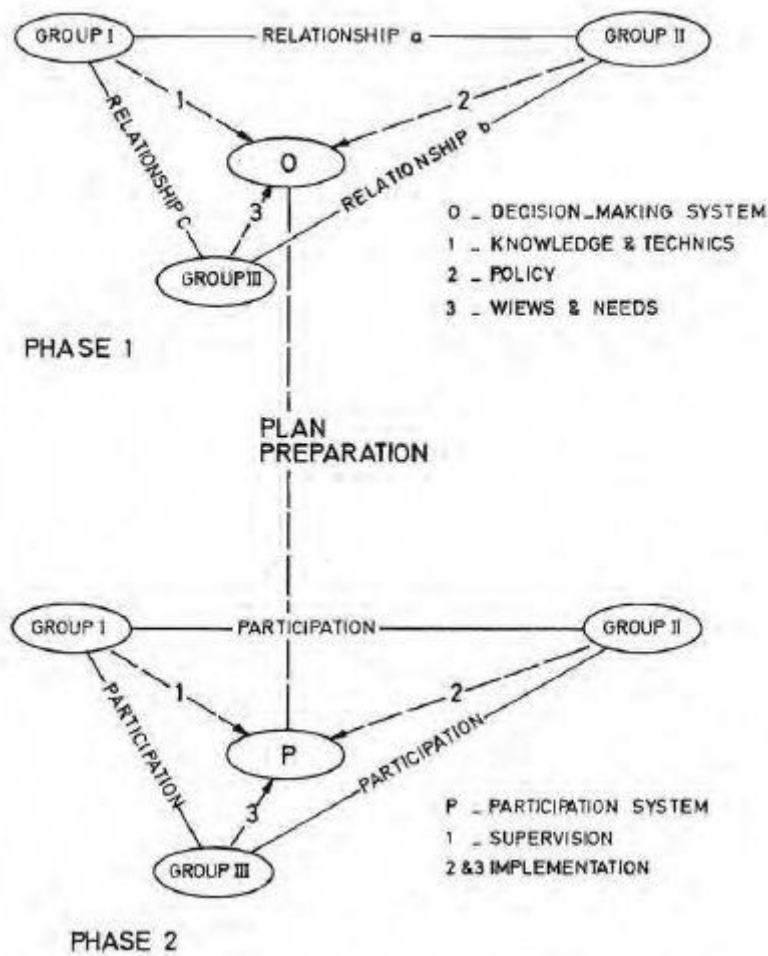 GROUP I
RELATIONSHIP a
GROUP II
1
2
RELATIONSHIP C
O
RELATIONSHIP b
3
GROUP III
O _ DECISION_MAKING SYSTEM
1 _ KNOWLEDGE & TECHNICS
2 _ POLICY
3 _ WIEWS & NEEDS
PHASE 1
PLAN
PREPARATION
GROUP I
PARTICIPATION
GROUP II
1
2
PARTICIPATION
P
PARTICIPATION
3
GROUP III
P _ PARTICIPATION SYSTEM
1 _ SUPERVISION
2 &3 IMPLEMENTATION
PHASE 2